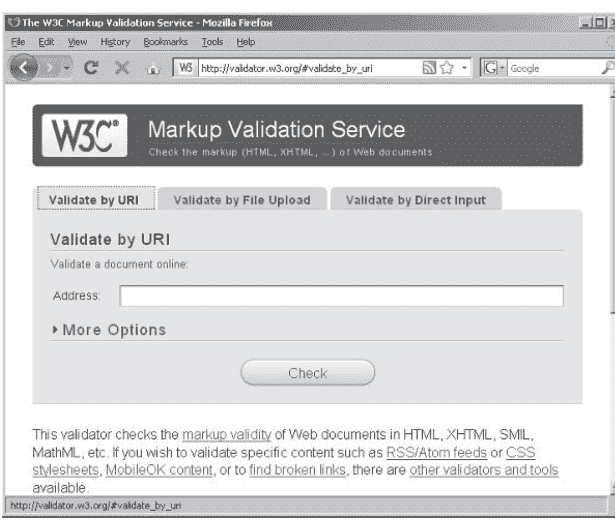 The W3C Markup Validation Service - Mozilla Firefox
File Edit View History Bookmarks Tools Help
W3 http://validator.w3.org/#validate_by_uri G Google
W3C® Markup Validation Service
Check the markup (HTML, XHTML, ...) of Web documents
Validate by URI Validate by File Upload Validate by Direct Input
Validate by URI
Validate a document online:
Address:
More Options
Check
This validator checks the markup validity of Web documents in HTML, XHTML, SMIL,
MathML, etc. If you wish to validate specific content such as RSS/Atom feeds or CSS
stylesheets, MobileOK content, or to find broken links, there are other validators and tools
available.
http://validator.w3.org/#validate_by_uri